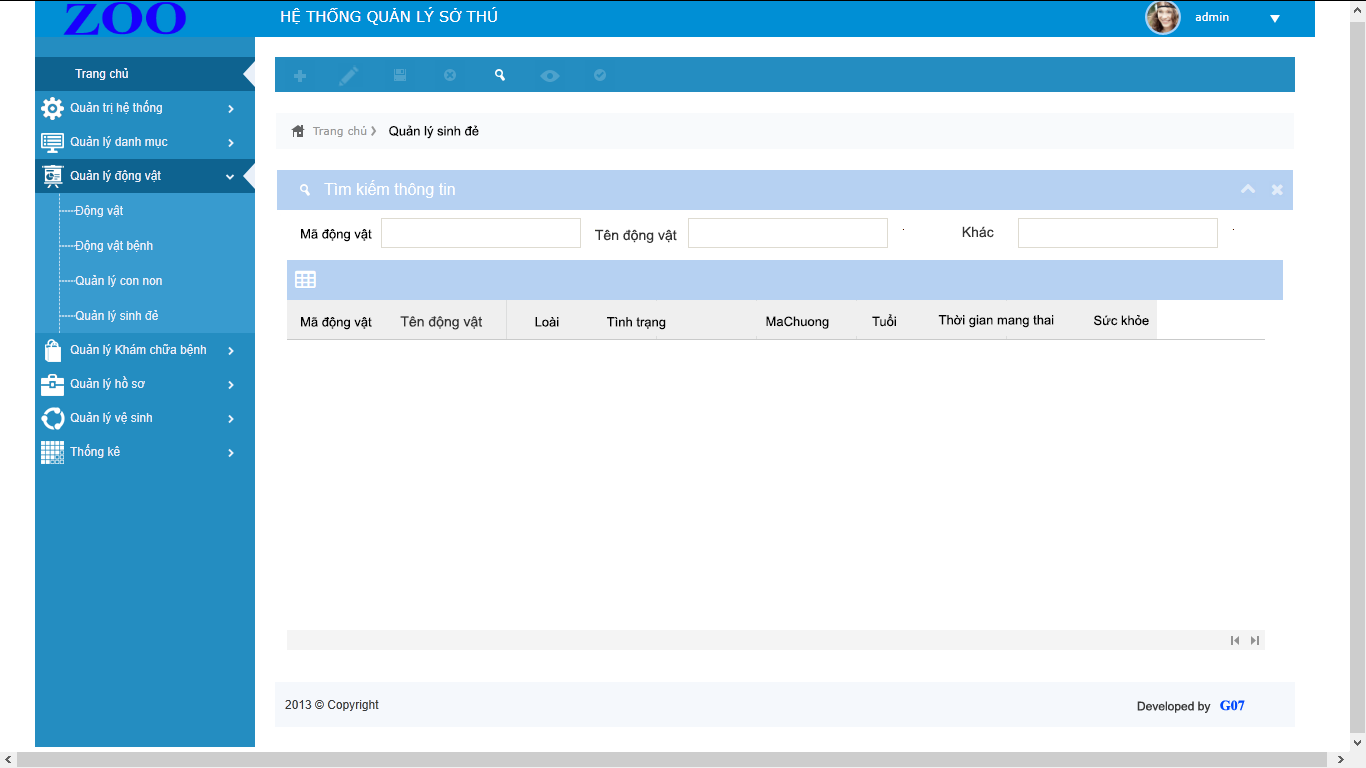 ZOO
HỆ THỐNG QUẢN LÝ SỞ THÚ
admin
Trang chủ
Quản trị hệ thống
Quản lý danh mục
Quản lý động vật
Động vật
Động vật bệnh
Quản lý con non
Quản lý sinh đẻ
Quản lý Khám chữa bệnh
Quản lý hồ sơ
Quản lý vệ sinh
Thống kê
Trang chủ Quản lý sinh đẻ
Tìm kiếm thông tin
Mã động vật Tên động vật Khác
Mã động vật Tên động vật Loài Tình trạng MaChuong Tuổi Thời gian mang thai Sức khỏe
2013 © Copyright
Developed by G07